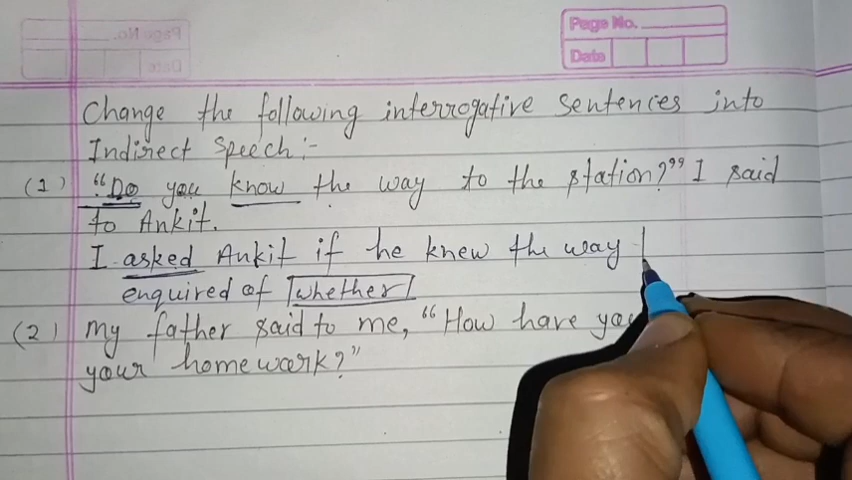 Page No.
Date
Change the following interrogative sentences into
Indirect Speech :-
(1) "Do you know the way to the station?" I said
to Ankit.
I asked Ankit if he knew the way
enquired of whether
(2) My father said to me, "How have you
your homework?"